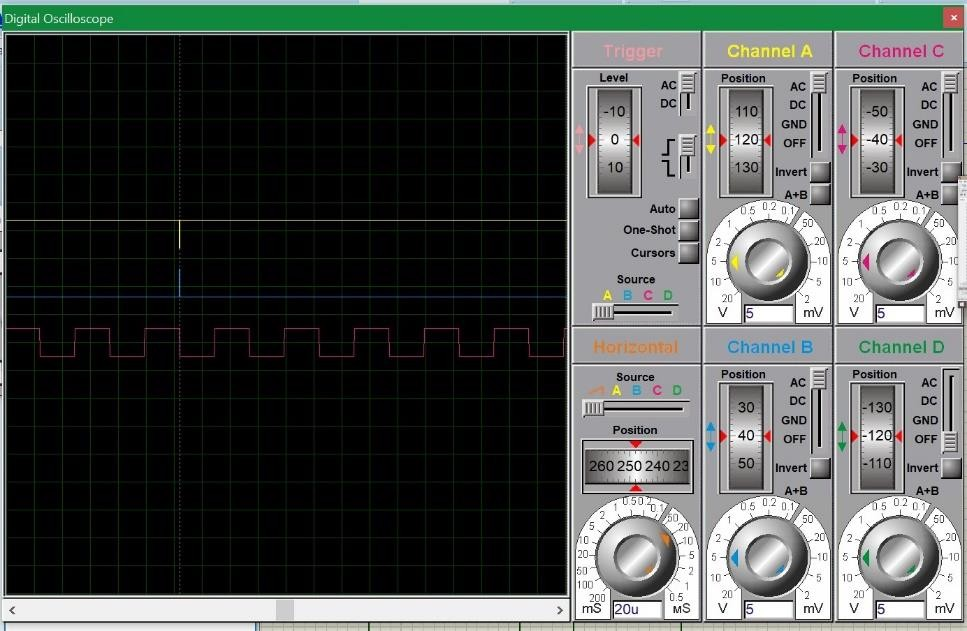 Digital Oscilloscope
Trigger
Level
-10
0
10
AC
DC
Auto
One-Shot
Cursors
Source
A B C D
Channel A
Position
110
120
130
AC
DC
GND
OFF
Invert
A+B
20 10 5 2 1 0.5 0.2 0.1 50 20 10 5 2
V 5 mV
Channel C
Position
-50
-40
-30
AC
DC
GND
OFF
Invert
A+B
20 10 5 2 1 0.5 0.2 0.1 50 20 10 5 2
V 5 mV
Horizontal
Source
A B C D
Position
260 250 240 23
200 100 50 20 10 5 2 1 0.5 0.2 0.1 50 20 10 5 2 1 0.5
mS 20u мS
Channel B
Position
30
40
50
AC
DC
GND
OFF
Invert
A+B
20 10 5 2 1 0.5 0.2 0.1 50 20 10 5 2
V 5 mV
Channel D
Position
-130
-120
-110
AC
DC
GND
OFF
Invert
A+B
20 10 5 2 1 0.5 0.2 0.1 50 20 10 5 2
V 5 mV